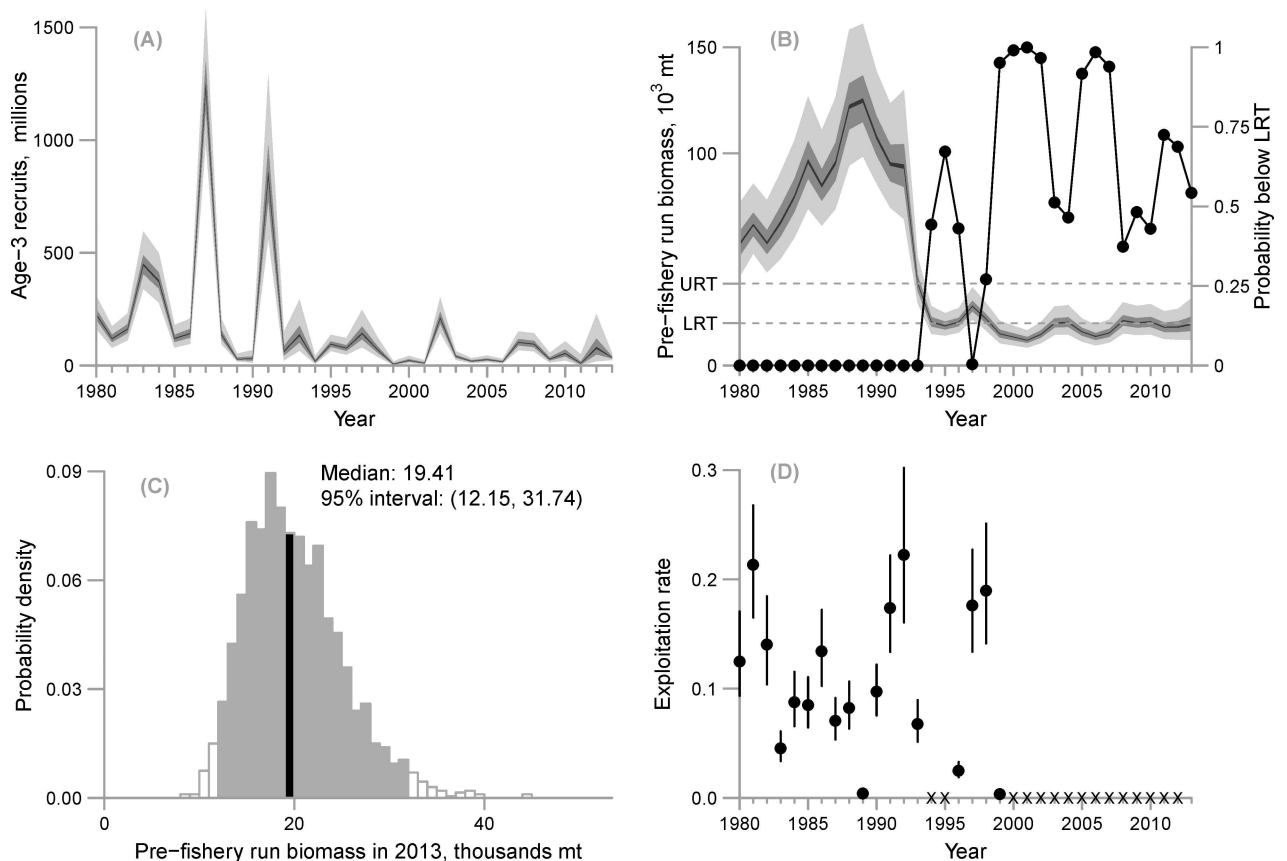 (A)
Age−3 recruits, millions
1500
1000
500
0
1980 1985 1990 1995 2000 2005 2010
Year
(B)
Pre−fishery run biomass, 10³ mt
150
100
URT
LRT
0
1980 1985 1990 1995 2000 2005 2010
Year
1
0.75
0.5
0.25
0
Probability below LRT
(C)
Median: 19.41
95% interval: (12.15, 31.74)
Probability density
0.09
0.06
0.03
0.00
0 20 40
Pre−fishery run biomass in 2013, thousands mt
(D)
Exploitation rate
0.3
0.2
0.1
0.0
x x x x x x x x x x x x x x x
1980 1985 1990 1995 2000 2005 2010
Year